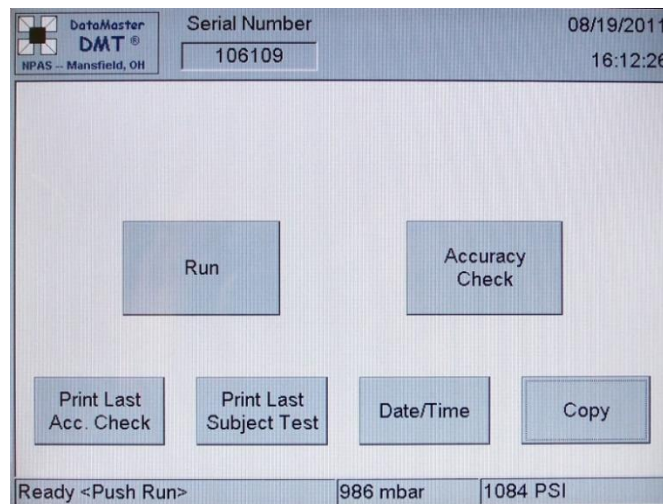 DataMaster
DMT ®
NPAS -- Mansfield, OH
Serial Number
106109
08/19/2011
16:12:26
Run
Accuracy
Check
Print Last
Acc. Check
Print Last
Subject Test
Date/Time
Copy
Ready <Push Run>
986 mbar
1084 PSI